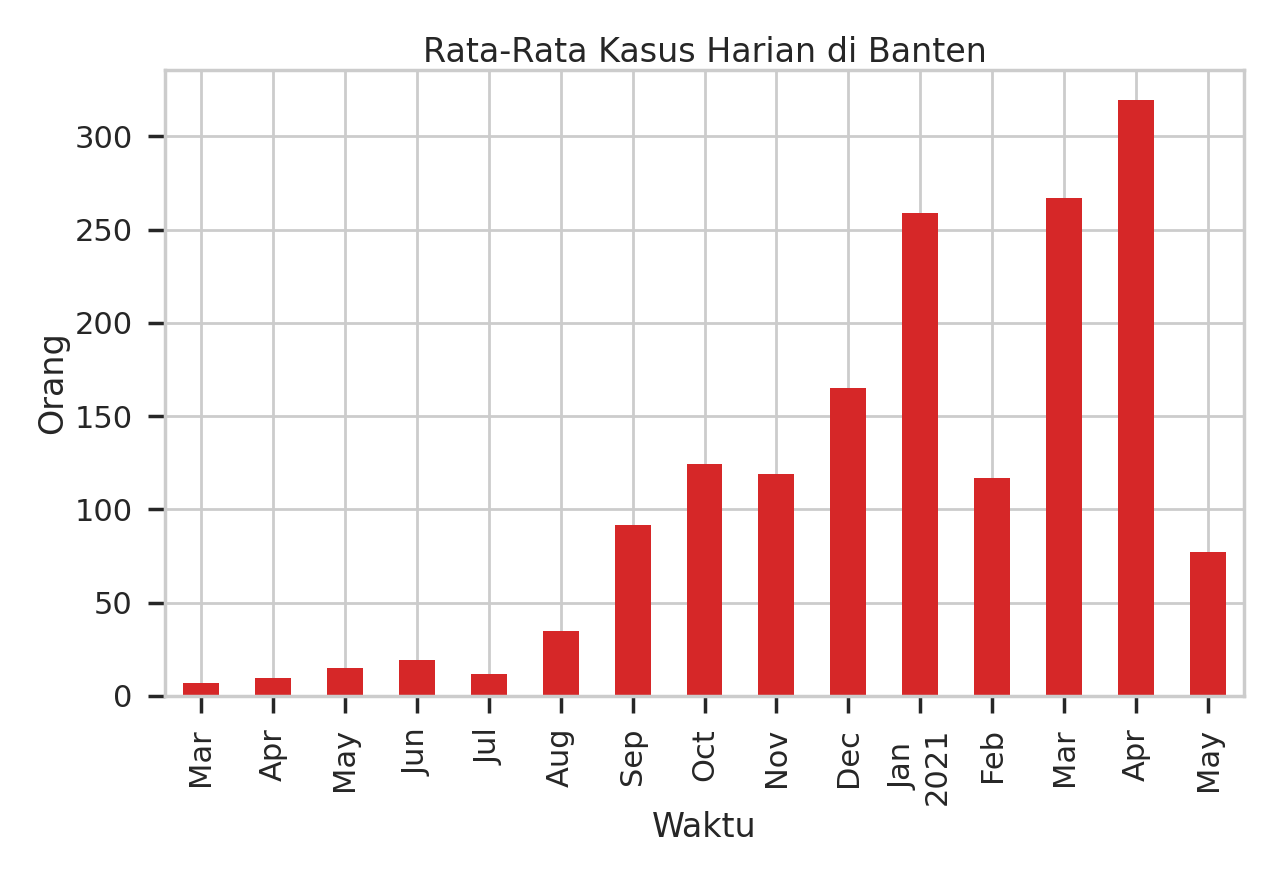 Rata-Rata Kasus Harian di Banten
Orang
300
250
200
150
100
50
0
Mar
Apr
May
Jun
Jul
Aug
Sep
Oct
Nov
Dec
Jan
2021
Feb
Mar
Apr
May
Waktu